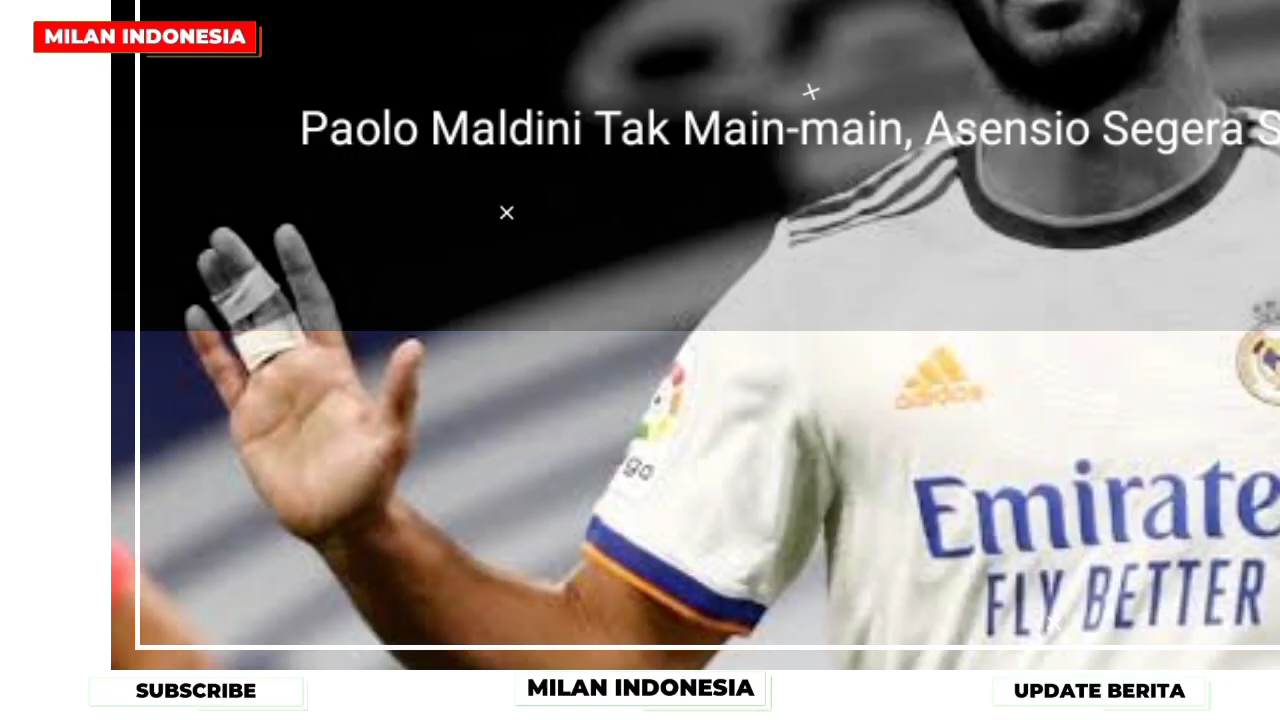 MILAN INDONESIA
Paolo Maldini Tak Main-main, Asensio Segera
adidas
Emirate
FLY BETTER
SUBSCRIBE
MILAN INDONESIA
UPDATE BERITA